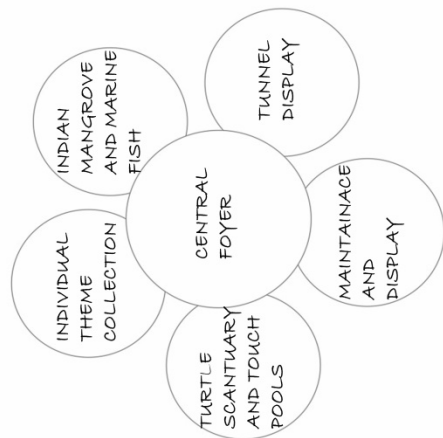 INDIVIDUAL
THEME
COLLECTION
INDIAN
MANGROVE
AND MARINE
FISH
TURTLE
SCANTUARY
AND TOUCH
POOLS
CENTRAL
FOYER
TUNNEL
DISPLAY
MAINTAINACE
AND
DISPLAY